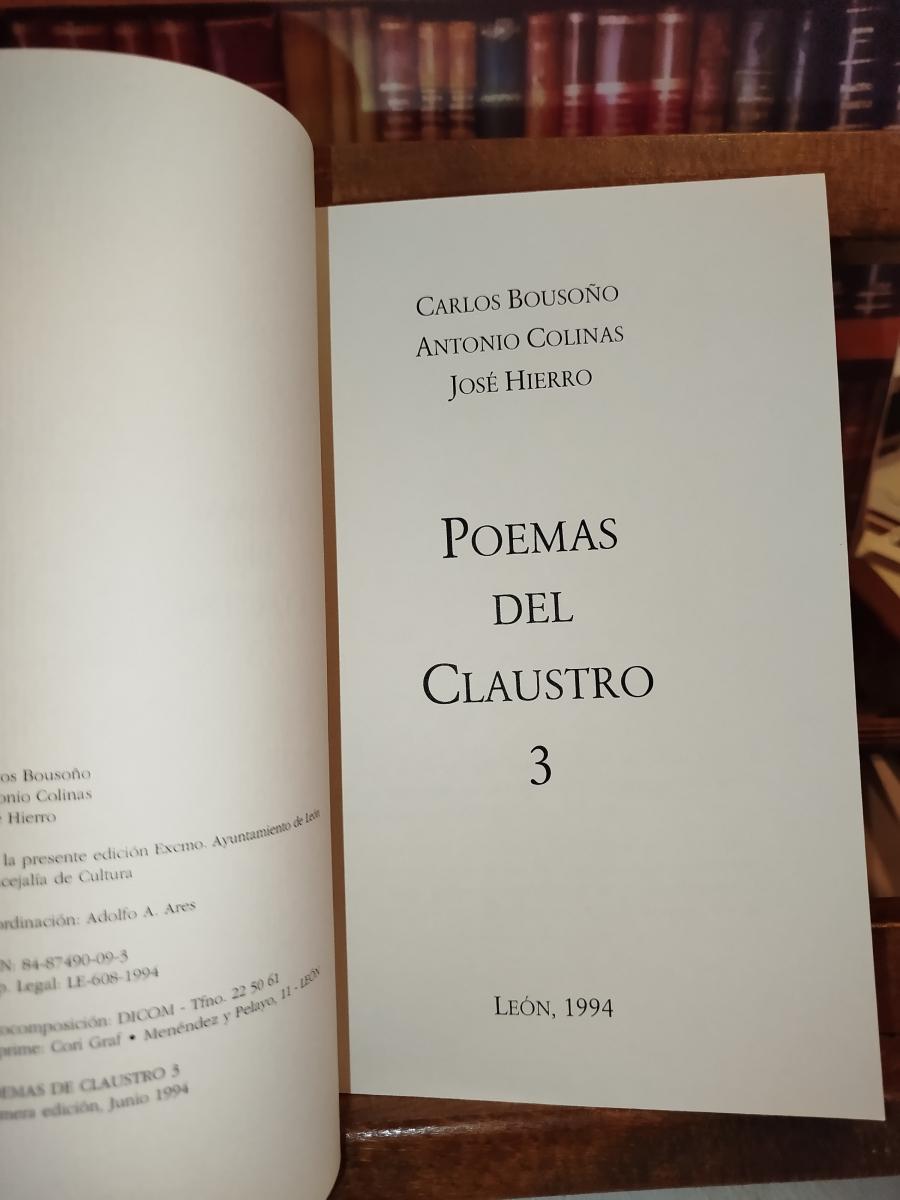 os Bousoño
onio Colinas
Hierro
la presente edición Excmo. Ayuntamiento de León
cejalía de Cultura
ordinación: Adolfo A. Ares
N: 84-87490-09-3
p. Legal: LE-608-1994
ocomposición: DICOM - Tfno. 22 50 61
prime: Cori Graf • Menéndez y Pelayo, 11 - LEÓN
EMAS DE CLAUSTRO 3
mera edición, Junio 1994
CARLOS BOUSOÑO
ANTONIO COLINAS
JOSÉ HIERRO
POEMAS
DEL
CLAUSTRO
3
LEÓN, 1994